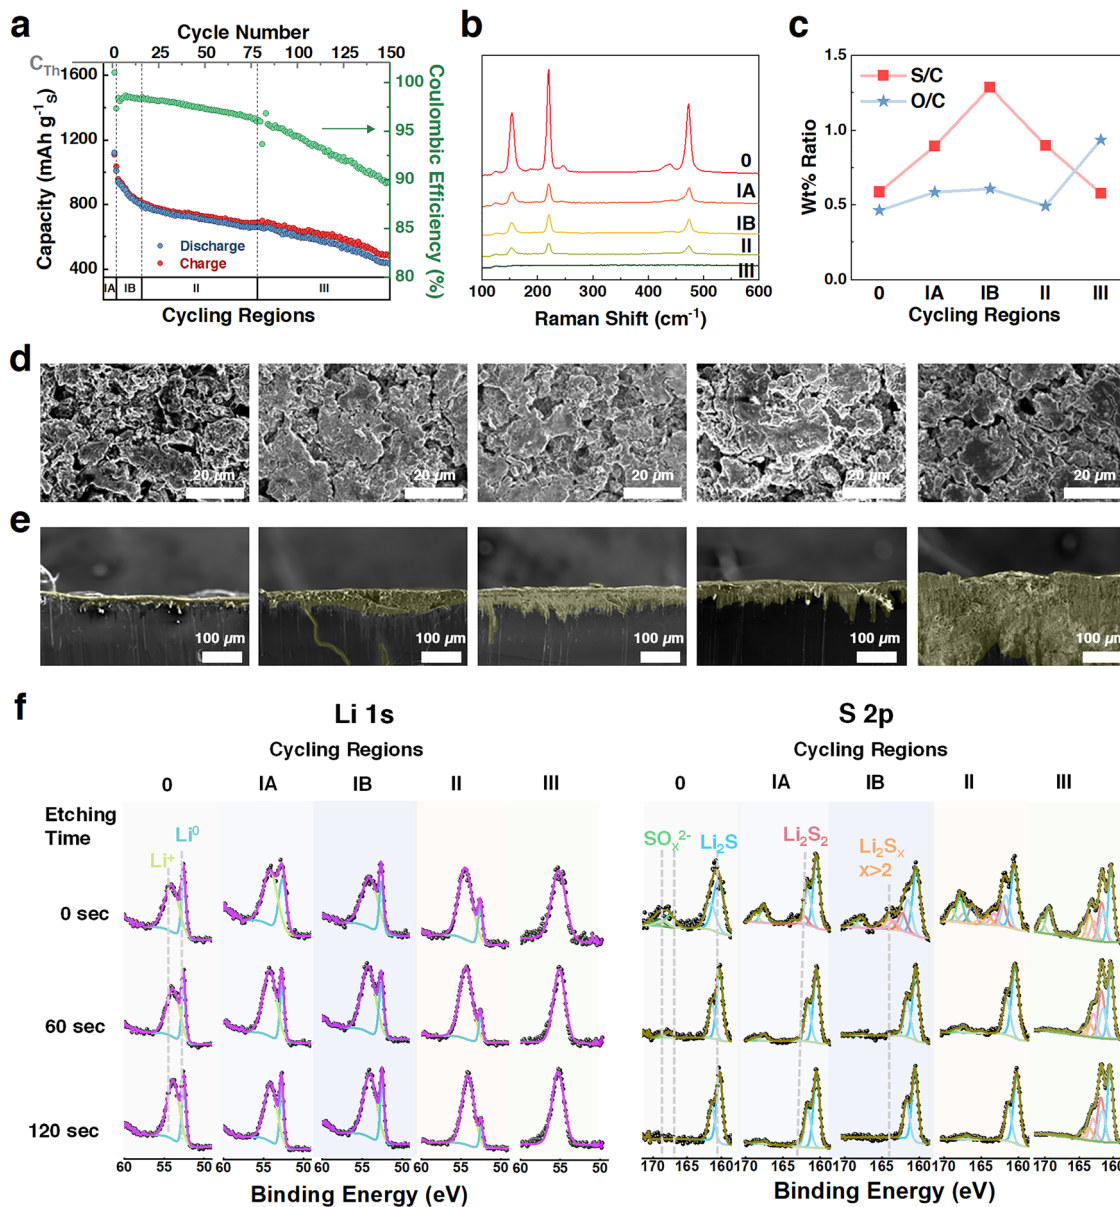 a
Cycle Number
0 25 50 75 100 125 150
C_Th
1600
1200
800
400
Capacity (mAh g⁻¹s)
100
95
90
85
80
Coulombic Efficiency (%)
Discharge
Charge
IA IB II III
Cycling Regions
b
0
IA
IB
II
III
100 200 300 400 500 600
Raman Shift (cm⁻¹)
c
1.5
1.0
0.5
0.0
Wt% Ratio
S/C
O/C
0 IA IB II III
Cycling Regions
d
20 µm 20 µm 20 µm 20 µm 20 µm
e
100 µm 100 µm 100 µm 100 µm 100 µm
f
Li 1s
Cycling Regions
0 IA IB II III
Etching
Time
Li⁺ Li⁰
0 sec
60 sec
120 sec
60 55 50 55 60 55 50 55 60 55 50
Binding Energy (eV)
S 2p
Cycling Regions
0 IA IB II III
SOₓ²⁻ Li₂S Li₂S₂ Li₂Sₓ
x>2
170 165 160 170 165 160 170 165 160 170 165 160 170 165 160
Binding Energy (eV)